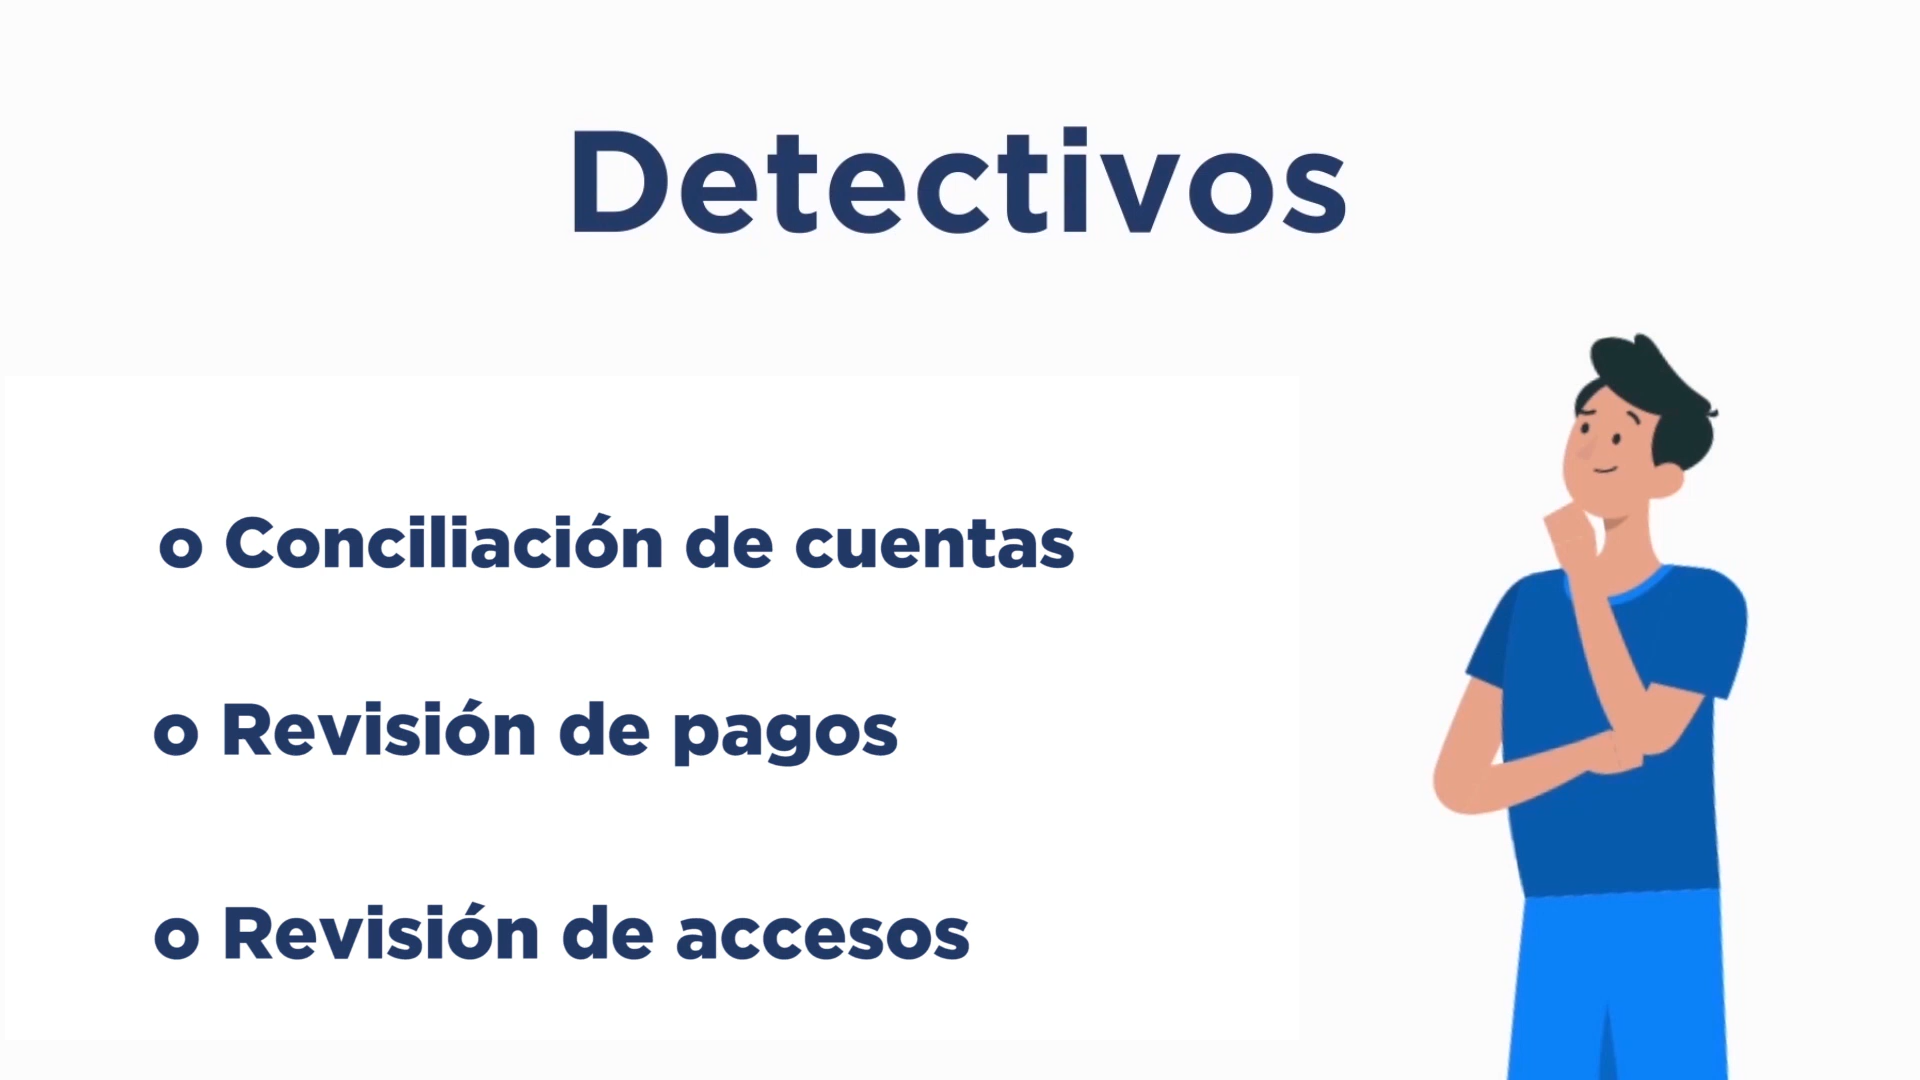 Detectivos
o Conciliación de cuentas
o Revisión de pagos
o Revisión de accesos